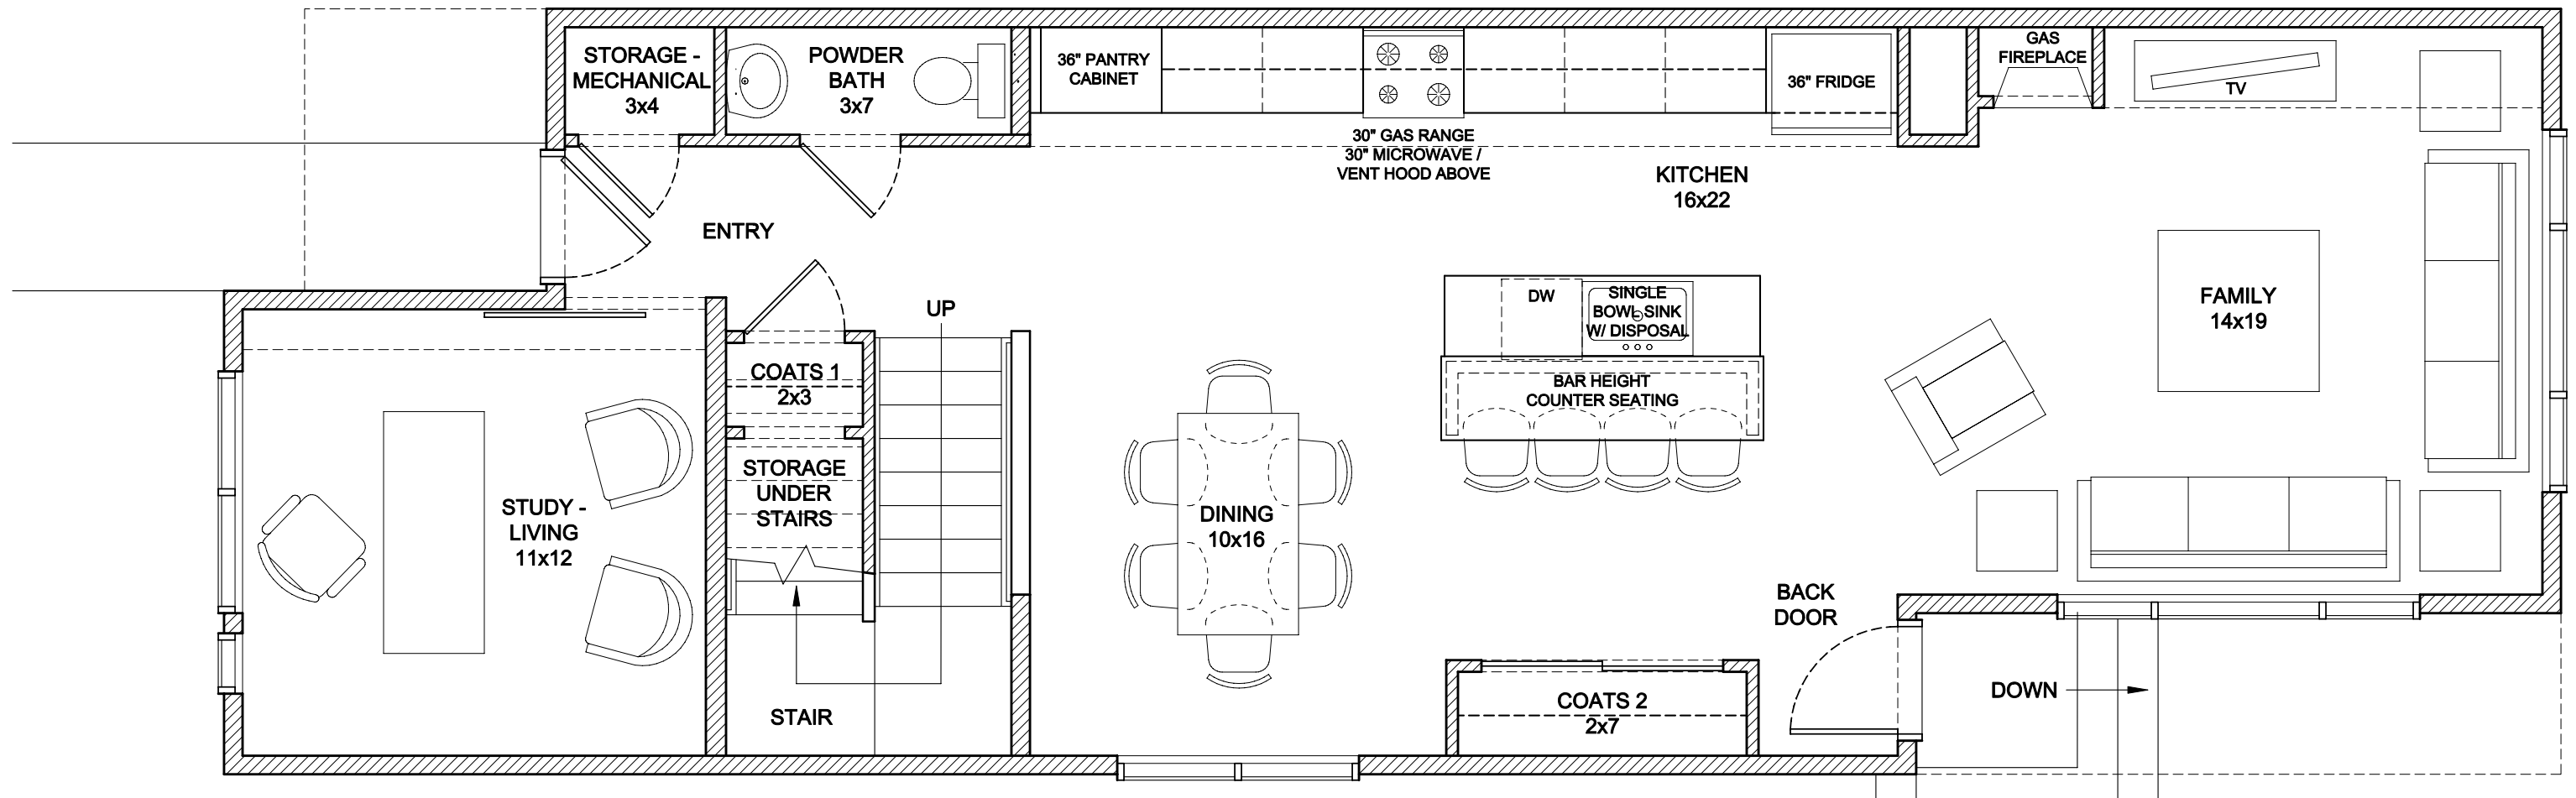 STORAGE -
MECHANICAL
3x4
POWDER
BATH
3x7
36" PANTRY
CABINET
30" GAS RANGE
30" MICROWAVE /
VENT HOOD ABOVE
36" FRIDGE
GAS
FIREPLACE
TV
KITCHEN
16x22
ENTRY
UP
DW
SINGLE
BOWL SINK
W/ DISPOSAL
BAR HEIGHT
COUNTER SEATING
FAMILY
14x19
COATS 1
2x3
STORAGE
UNDER
STAIRS
STUDY -
LIVING
11x12
DINING
10x16
BACK
DOOR
STAIR
COATS 2
2x7
DOWN